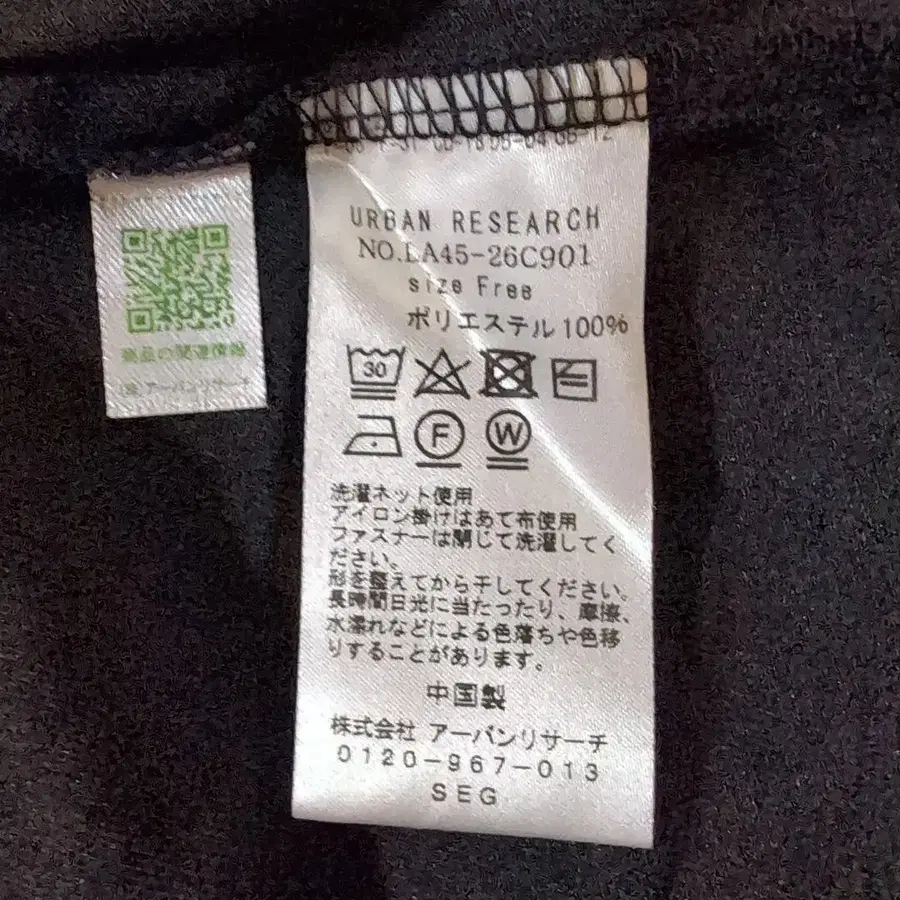 商品の関連情報
(株)アーバンリサーチ
URBAN RESEARCH
NO.LA45-26C901
size Free
ポリエステル 100%
30
F
W
洗濯ネット使用
アイロン掛けはあて布使用
ファスナーは閉じて洗濯してく
ださい。
形を整えてから干してください。
長時間日光に当たったり、摩擦、
水濡れなどによる色落ちや色移
りすることがあります。
中国製
株式会社 アーバンリサーチ
0120-967-013
SEG